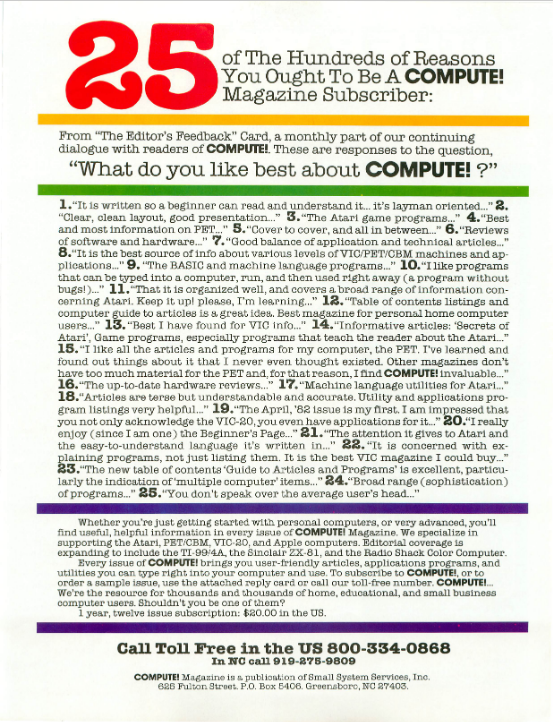 25
of The Hundreds of Reasons
You Ought To Be A COMPUTE!
Magazine Subscriber:
From "The Editor's Feedback" Card, a monthly part of our continuing
dialogue with readers of COMPUTE!. These are responses to the question,
"What do you like best about COMPUTE! ?"
1. "It is written so a beginner can read and understand it... it's layman oriented..." 2.
"Clear, clean layout, good presentation..." 3. "The Atari game programs..." 4. "Best
and most information on PET..." 5. "Cover to cover, and all in between..." 6. "Reviews
of software and hardware..." 7. "Good balance of application and technical articles..."
8. "It is the best source of info about various levels of VIC/PET/CBM machines and ap-
plications..." 9. "The BASIC and machine language programs..." 10. "I like programs
that can be typed into a computer, run, and then used right away (a program without
bugs!)..." 11. "That it is organized well, and covers a broad range of information con-
cerning Atari. Keep it up! please, I'm learning..." 12. "Table of contents listings and
computer guide to articles is a great idea. Best magazine for personal home computer
users..." 13. "Best I have found for VIC info..." 14. "Informative articles: 'Secrets of
Atari', Game programs, especially programs that teach the reader about the Atari..."
15. "I like all the articles and programs for my computer, the PET. I've learned and
found out things about it that I never even thought existed. Other magazines don't
have too much material for the PET and, for that reason, I find COMPUTE! invaluable..."
16. "The up-to-date hardware reviews..." 17. "Machine language utilities for Atari..."
18. "Articles are terse but understandable and accurate. Utility and applications pro-
gram listings very helpful..." 19. "The April, '82 issue is my first. I am impressed that
you not only acknowledge the VIC-20, you even have applications for it..." 20. "I really
enjoy (since I am one) the Beginner's Page..." 21. "The attention it gives to Atari and
the easy-to-understand language it's written in..." 22. "It is concerned with ex-
plaining programs, not just listing them. It is the best VIC magazine I could buy..."
23. "The new table of contents 'Guide to Articles and Programs' is excellent, particu-
larly the indication of 'multiple computer' items..." 24. "Broad range (sophistication)
of programs..." 25. "You don't speak over the average user's head..."
Whether you're just getting started with personal computers, or very advanced, you'll
find useful, helpful information in every issue of COMPUTE! Magazine. We specialize in
supporting the Atari, PET/CBM, VIC-20, and Apple computers. Editorial coverage is
expanding to include the TI-99/4A, the Sinclair ZX-81, and the Radio Shack Color Computer.
Every issue of COMPUTE! brings you user-friendly articles, applications programs, and
utilities you can type right into your computer and use. To subscribe to COMPUTE!, or to
order a sample issue, use the attached reply card or call our toll-free number. COMPUTE!...
We're the resource for thousands and thousands of home, educational, and small business
computer users. Shouldn't you be one of them?
1 year, twelve issue subscription: $20.00 in the US.
Call Toll Free in the US 800-334-0868
In NC call 919-275-9809
COMPUTE! Magazine is a publication of Small System Services, Inc.
625 Fulton Street. P.O. Box 5406. Greensboro, NC 27403.